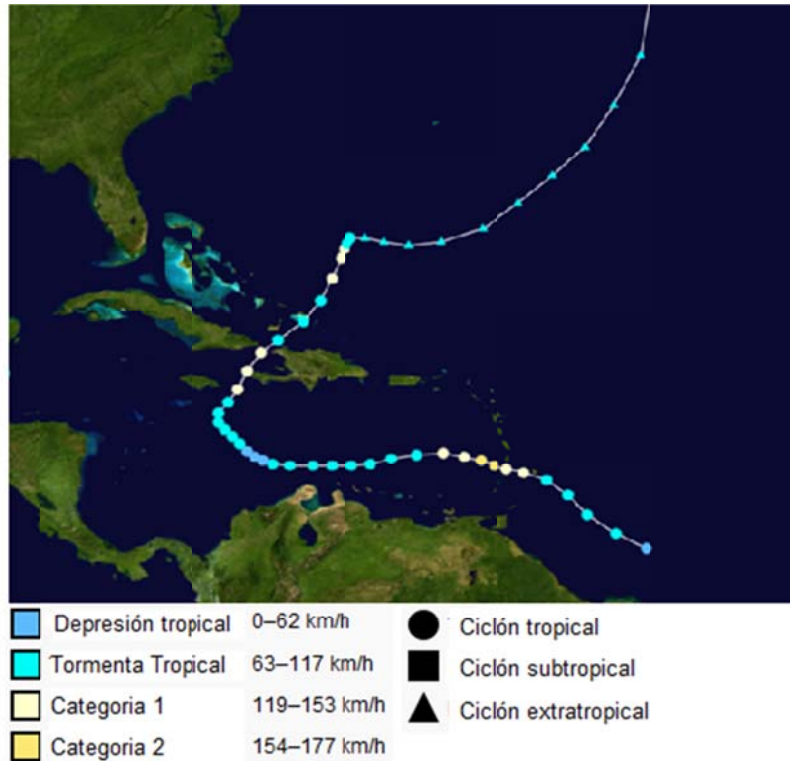 Depresión tropical 0–62 km/h
Tormenta Tropical 63–117 km/h
Categoria 1 119–153 km/h
Categoria 2 154–177 km/h
Ciclón tropical
Ciclón subtropical
Ciclón extratropical